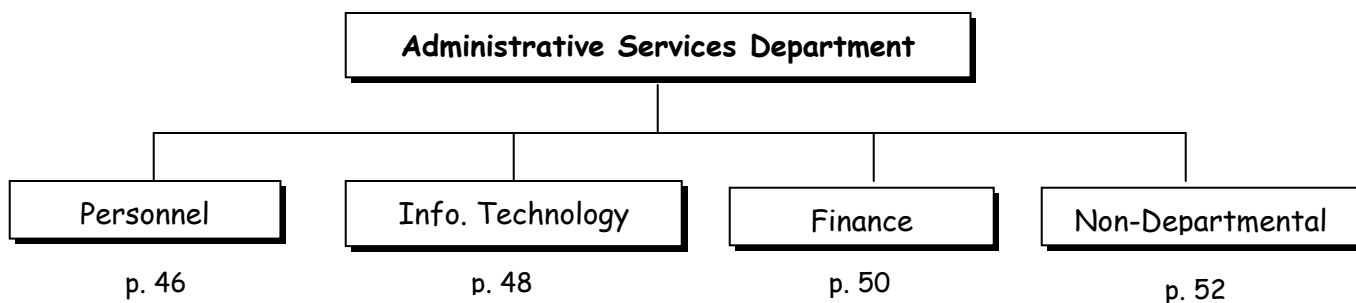 Administrative Services Department
Personnel
Info. Technology
Finance
Non-Departmental
p. 46
p. 48
p. 50
p. 52